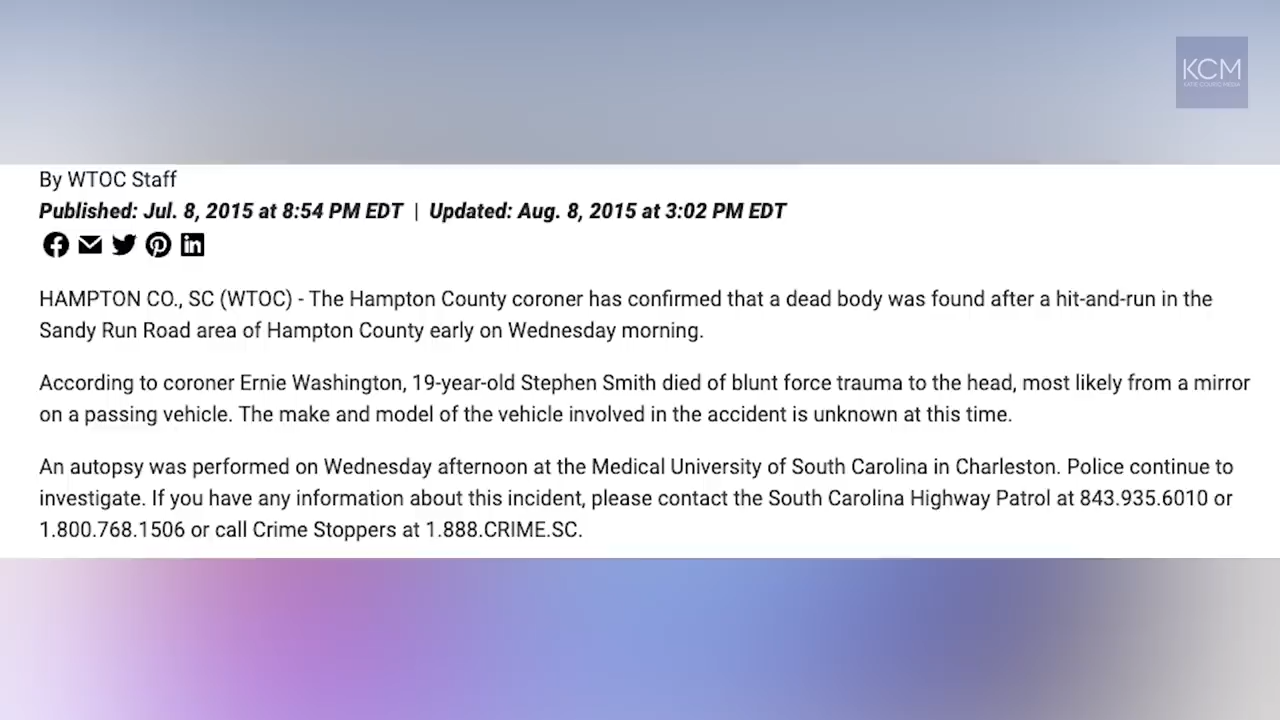 KCM
KATIE COURIC MEDIA
By WTOC Staff
Published: Jul. 8, 2015 at 8:54 PM EDT | Updated: Aug. 8, 2015 at 3:02 PM EDT
HAMPTON CO., SC (WTOC) - The Hampton County coroner has confirmed that a dead body was found after a hit-and-run in the
Sandy Run Road area of Hampton County early on Wednesday morning.
According to coroner Ernie Washington, 19-year-old Stephen Smith died of blunt force trauma to the head, most likely from a mirror
on a passing vehicle. The make and model of the vehicle involved in the accident is unknown at this time.
An autopsy was performed on Wednesday afternoon at the Medical University of South Carolina in Charleston. Police continue to
investigate. If you have any information about this incident, please contact the South Carolina Highway Patrol at 843.935.6010 or
1.800.768.1506 or call Crime Stoppers at 1.888.CRIME.SC.